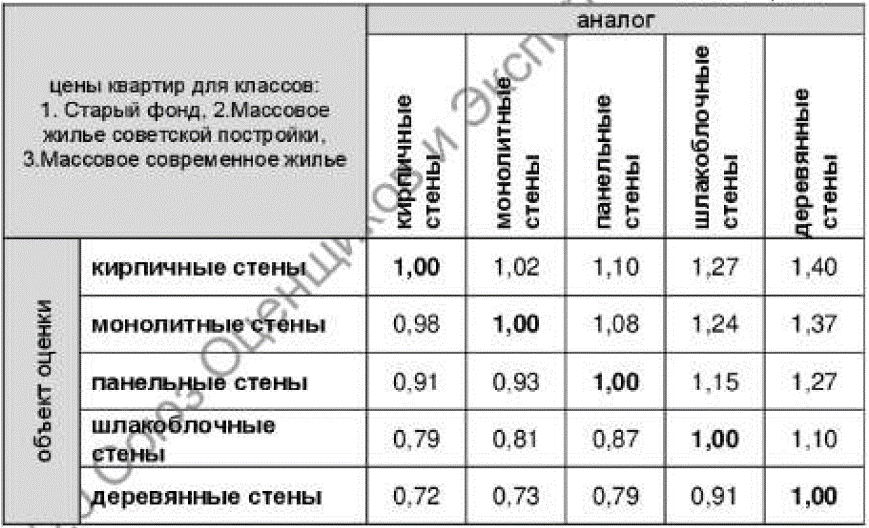 аналог
цены квартир для классов:
1. Старый фонд, 2.Массовое
жилье советской постройки,
3.Массовое современное жилье
кирпичные
стены
монолитные
стены
панельные
стены
шлакоблочные
стены
деревянные
стены
объект оценки
кирпичные стены 1,00 1,02 1,10 1,27 1,40
монолитные стены 0,98 1,00 1,08 1,24 1,37
панельные стены 0,91 0,93 1,00 1,15 1,27
шлакоблочные
стены 0,79 0,81 0,87 1,00 1,10
деревянные стены 0,72 0,73 0,79 0,91 1,00
Союз Оценщиков и